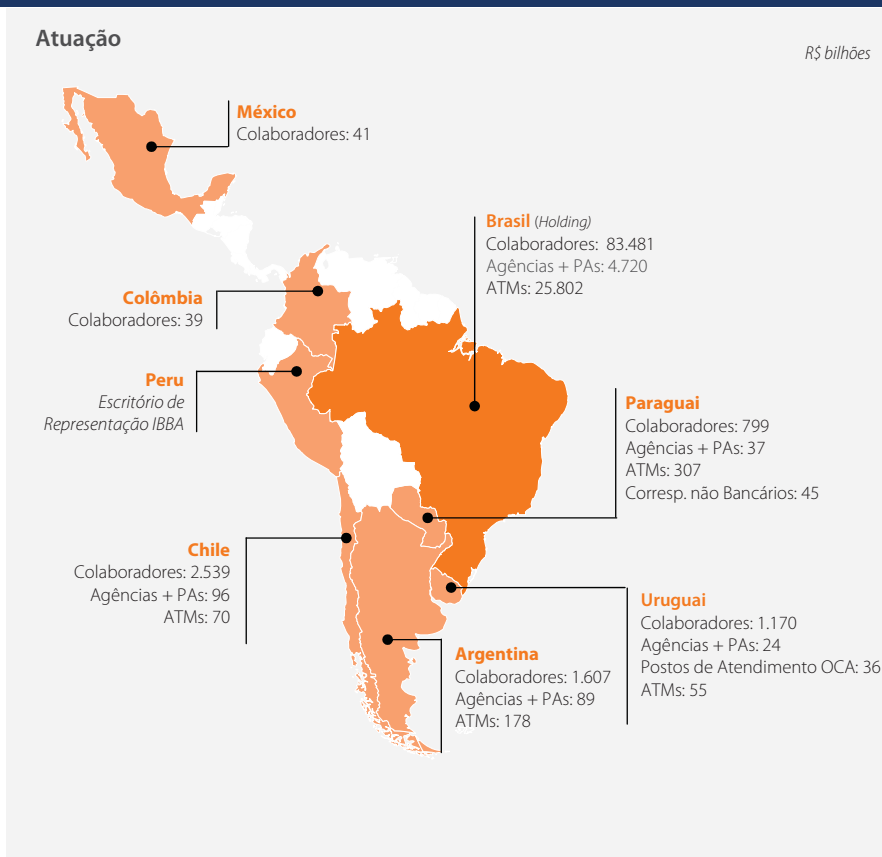 Atuação
R$ bilhões
México
Colaboradores: 41
Brasil (Holding)
Colaboradores: 83.481
Agências + PAs: 4.720
ATMs: 25.802
Colômbia
Colaboradores: 39
Peru
Escritório de
Representação IBBA
Paraguai
Colaboradores: 799
Agências + PAs: 37
ATMs: 307
Corresp. não Bancários: 45
Chile
Colaboradores: 2.539
Agências + PAs: 96
ATMs: 70
Uruguai
Colaboradores: 1.170
Agências + PAs: 24
Postos de Atendimento OCA: 36
ATMs: 55
Argentina
Colaboradores: 1.607
Agências + PAs: 89
ATMs: 178